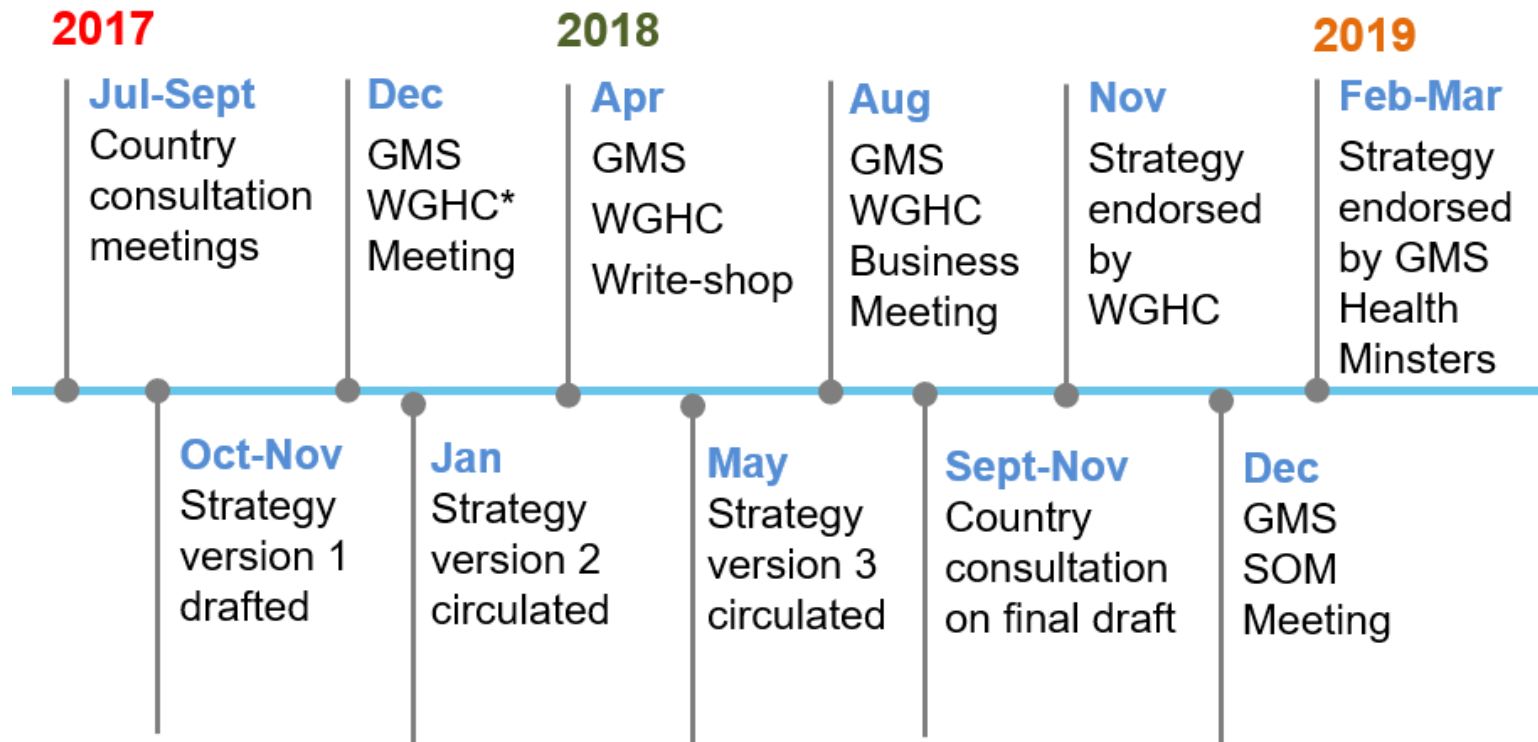 2017
2018
2019
Jul-Sept
Country
consultation
meetings
Dec
GMS
WGHC*
Meeting
Apr
GMS
WGHC
Write-shop
Aug
GMS
WGHC
Business
Meeting
Nov
Strategy
endorsed
by
WGHC
Feb-Mar
Strategy
endorsed
by GMS
Health
Minsters
Oct-Nov
Strategy
version 1
drafted
Jan
Strategy
version 2
circulated
May
Strategy
version 3
circulated
Sept-Nov
Country
consultation
on final draft
Dec
GMS
SOM
Meeting